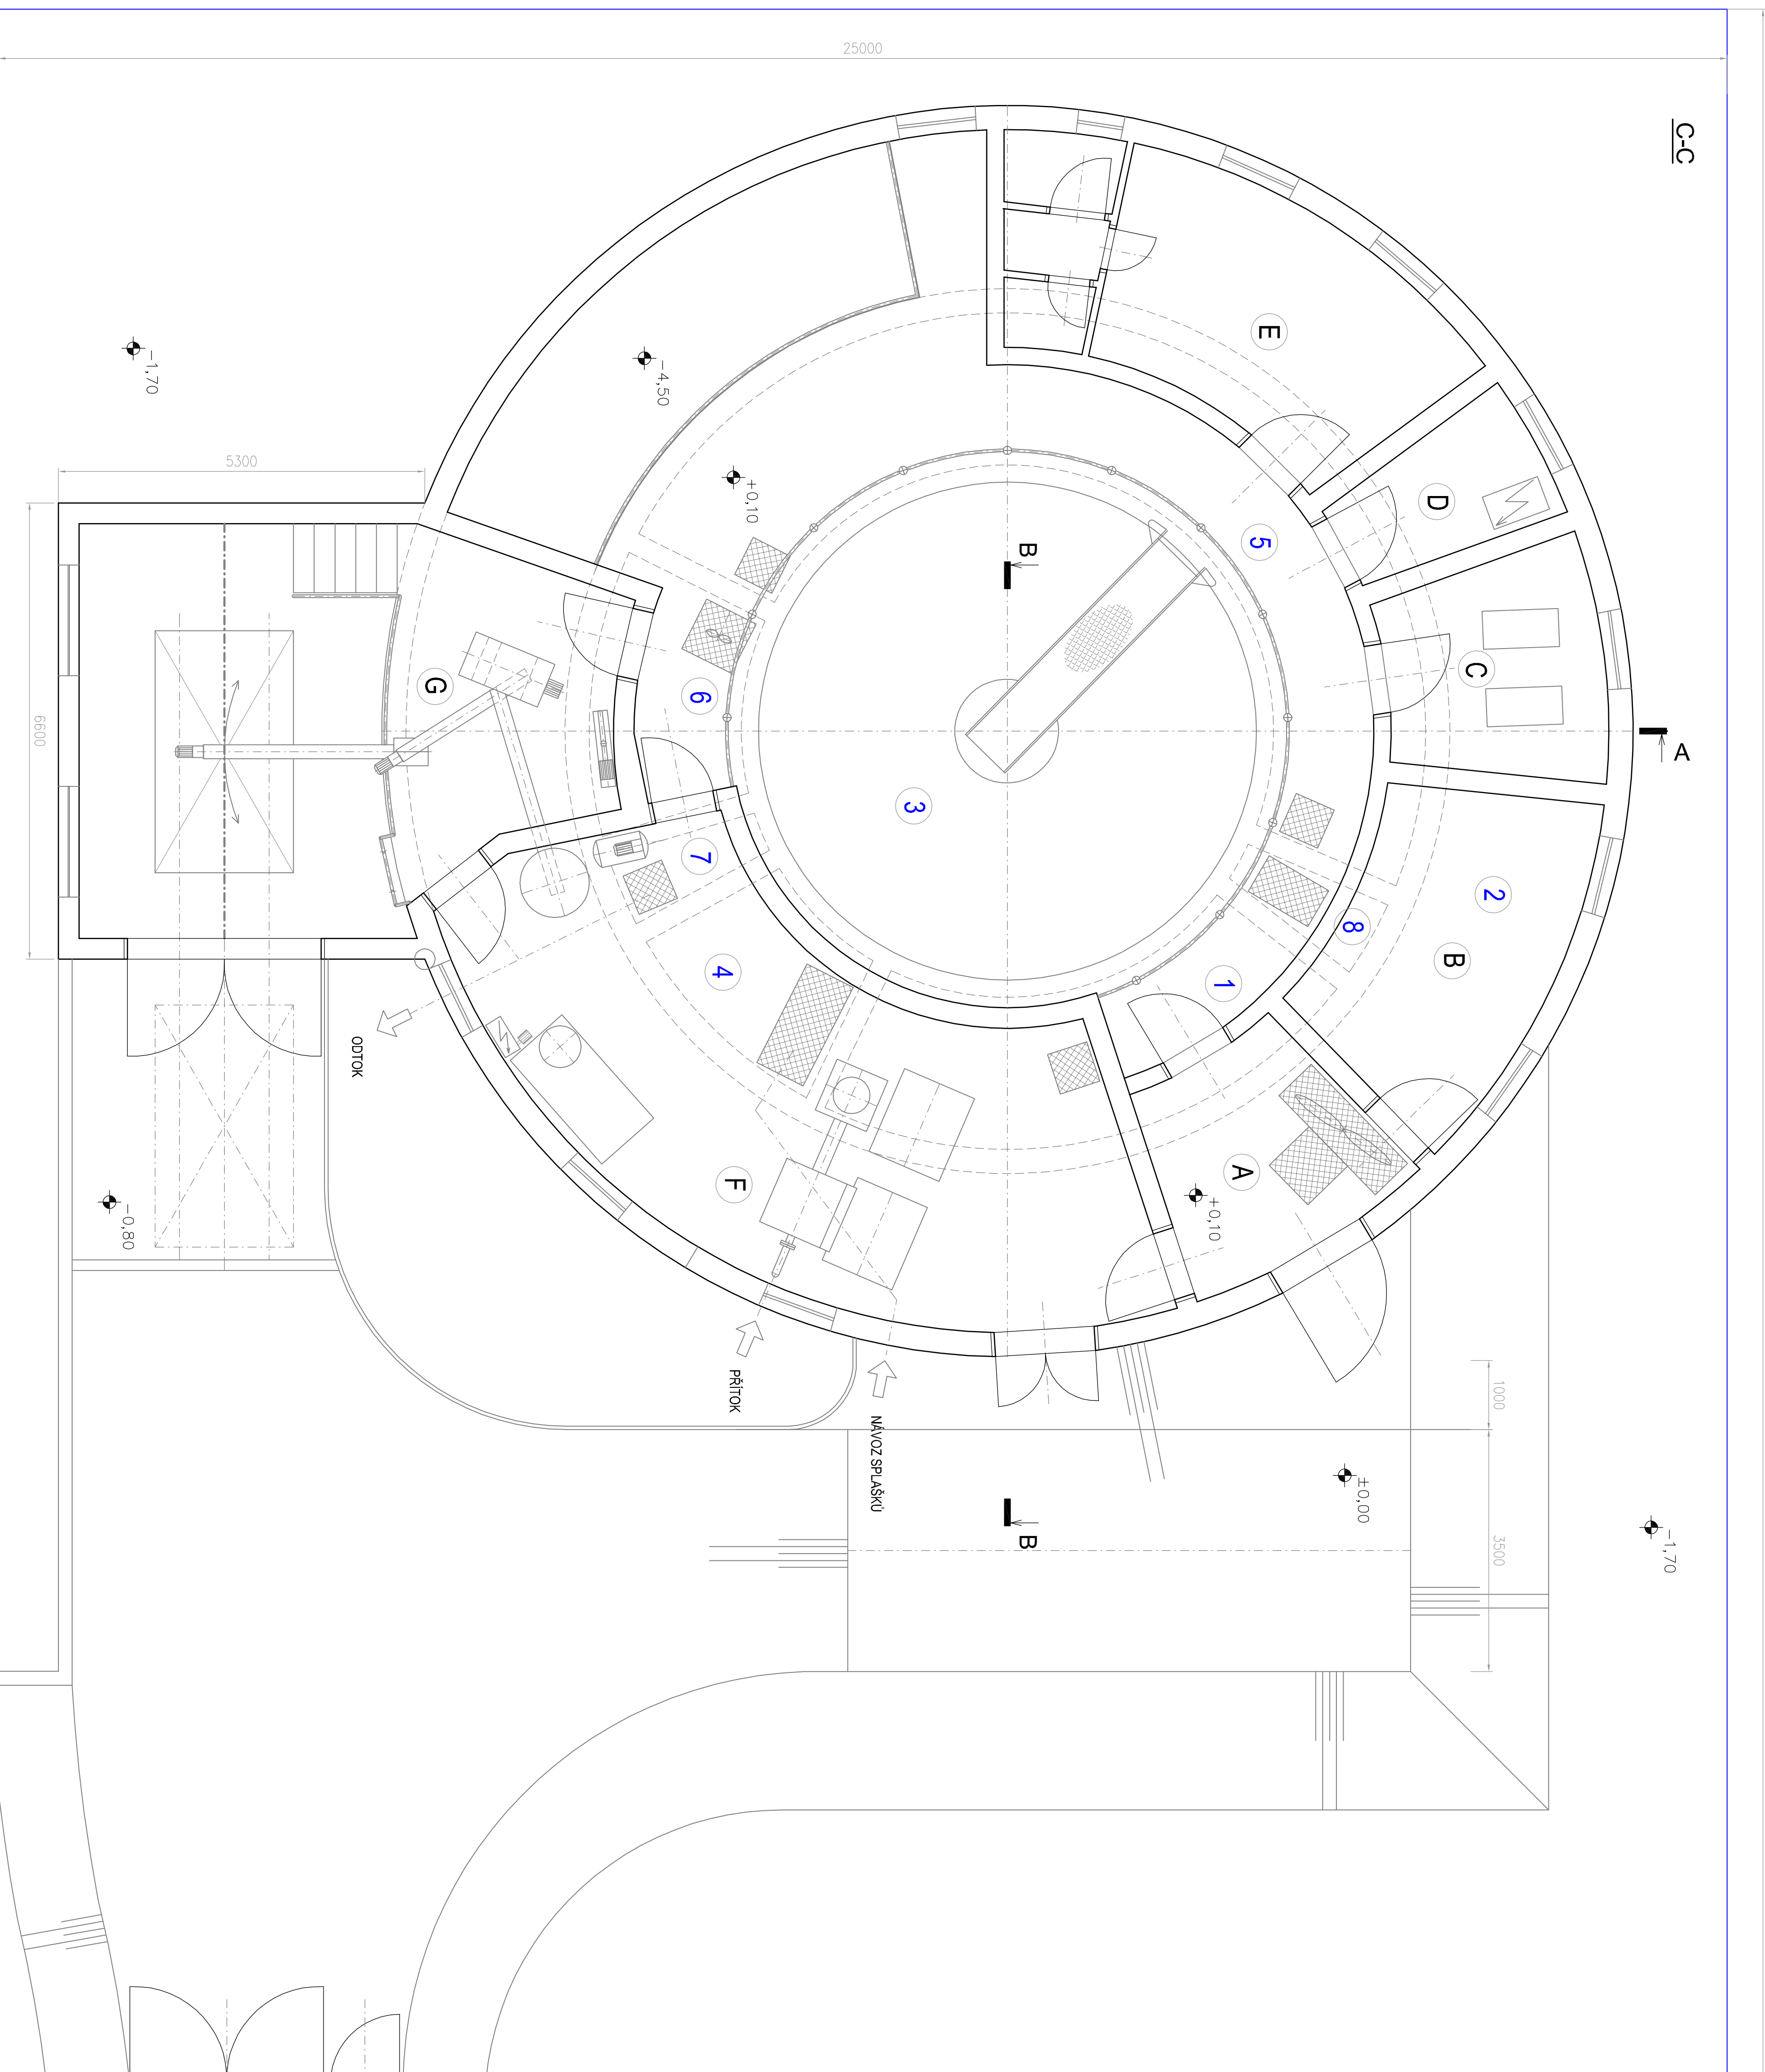 25000
C-C
E
-1,70
-4,50
5300
+0,10
D
5
B
C
6
G
6600
A
3
7
2
8
B
4
1
ODTOK
A
F
+0,10
-0,80
PŘÍTOK
1000
NÁVOZ SPLAŠKŮ
±0,00
B
3500
-1,70